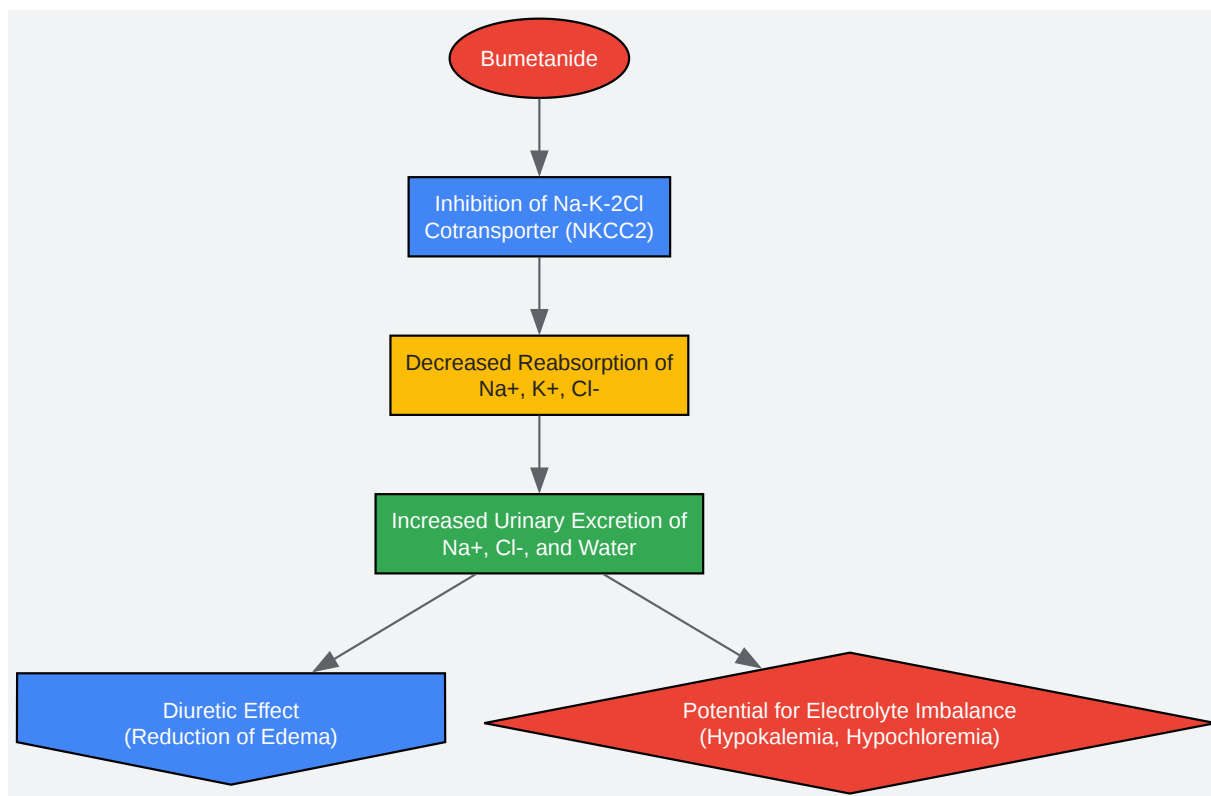 Bumetanide
Inhibition of Na-K-2Cl
Cotransporter (NKCC2)
Decreased Reabsorption of
Na+, K+, Cl-
Increased Urinary Excretion of
Na+, Cl-, and Water
Diuretic Effect
(Reduction of Edema)
Potential for Electrolyte Imbalance
(Hypokalemia, Hypochloremia)